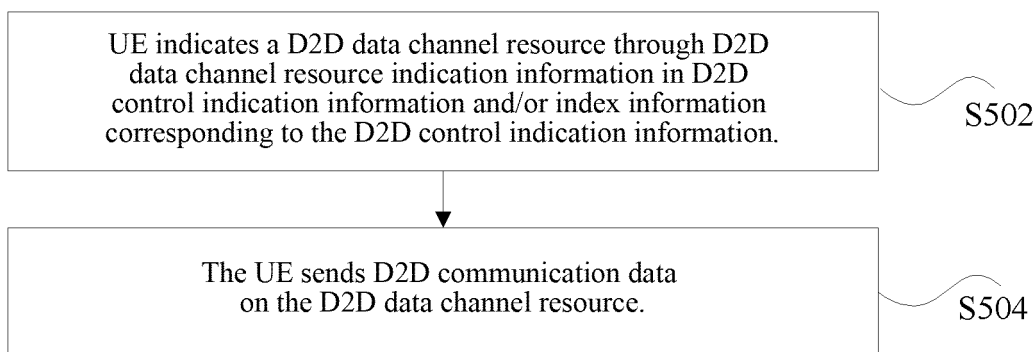 UE indicates a D2D data channel resource through D2D
data channel resource indication information in D2D
control indication information and/or index information
corresponding to the D2D control indication information.
S502
The UE sends D2D communication data
on the D2D data channel resource.
S504